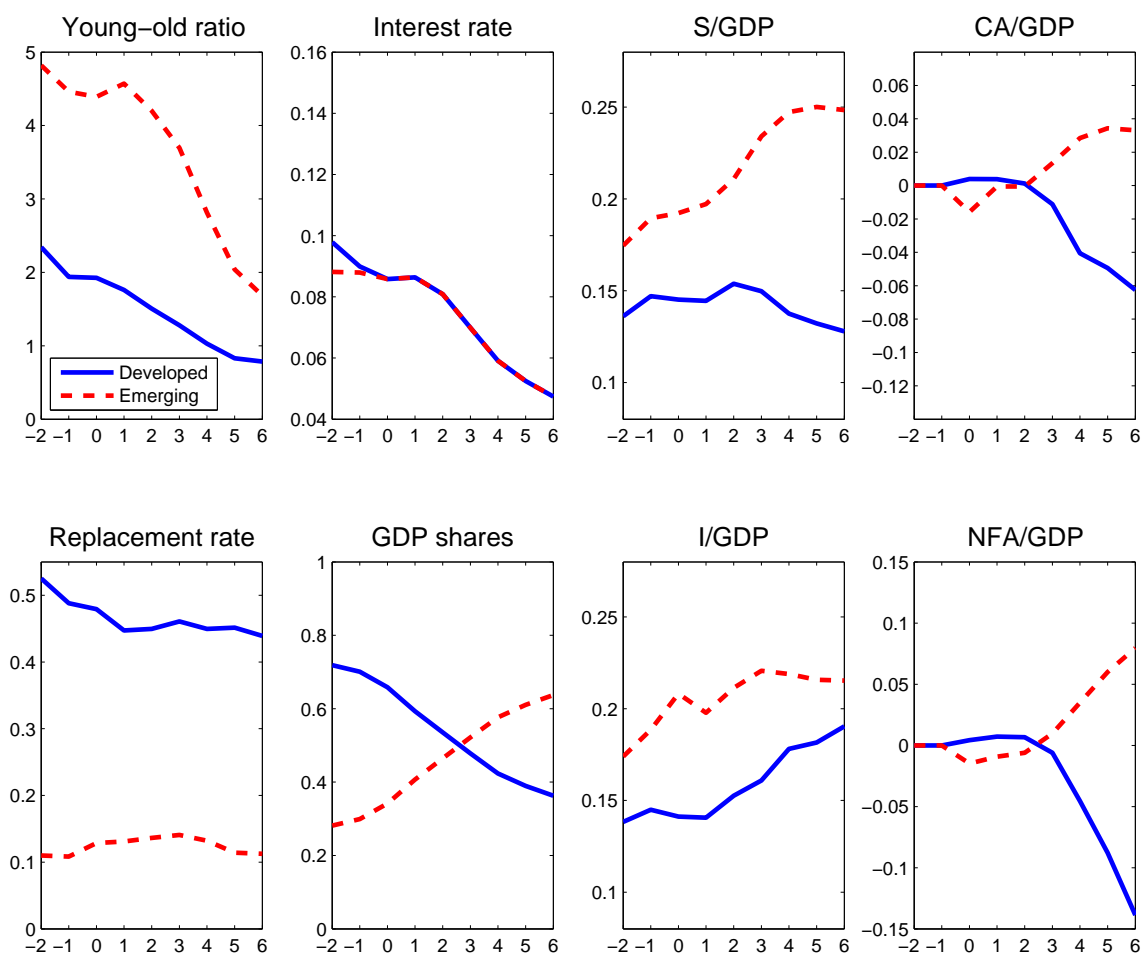 Young−old ratio
5
4
3
2
1
0
Developed
Emerging
−2 −1 0 1 2 3 4 5 6
Interest rate
0.16
0.14
0.12
0.1
0.08
0.06
0.04
−2 −1 0 1 2 3 4 5 6
S/GDP
0.25
0.2
0.15
0.1
−2 −1 0 1 2 3 4 5 6
CA/GDP
0.06
0.04
0.02
0
−0.02
−0.04
−0.06
−0.08
−0.1
−0.12
−2 −1 0 1 2 3 4 5 6
Replacement rate
0.5
0.4
0.3
0.2
0.1
0
−2 −1 0 1 2 3 4 5 6
GDP shares
1
0.8
0.6
0.4
0.2
0
−2 −1 0 1 2 3 4 5 6
I/GDP
0.25
0.2
0.15
0.1
−2 −1 0 1 2 3 4 5 6
NFA/GDP
0.15
0.1
0.05
0
−0.05
−0.1
−0.15
−2 −1 0 1 2 3 4 5 6